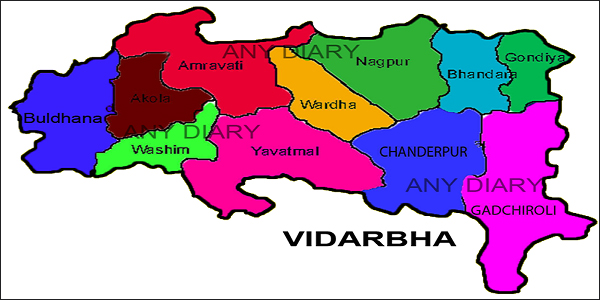 ANY DIARY
Gondiya
Amravati
Nagpur
Bhandara
Akola
Wardha
Buldhana
ANY DIARY
Washim
Yavatmal
CHANDERPUR
ANY DIARY
GADCHIROLI
VIDARBHA